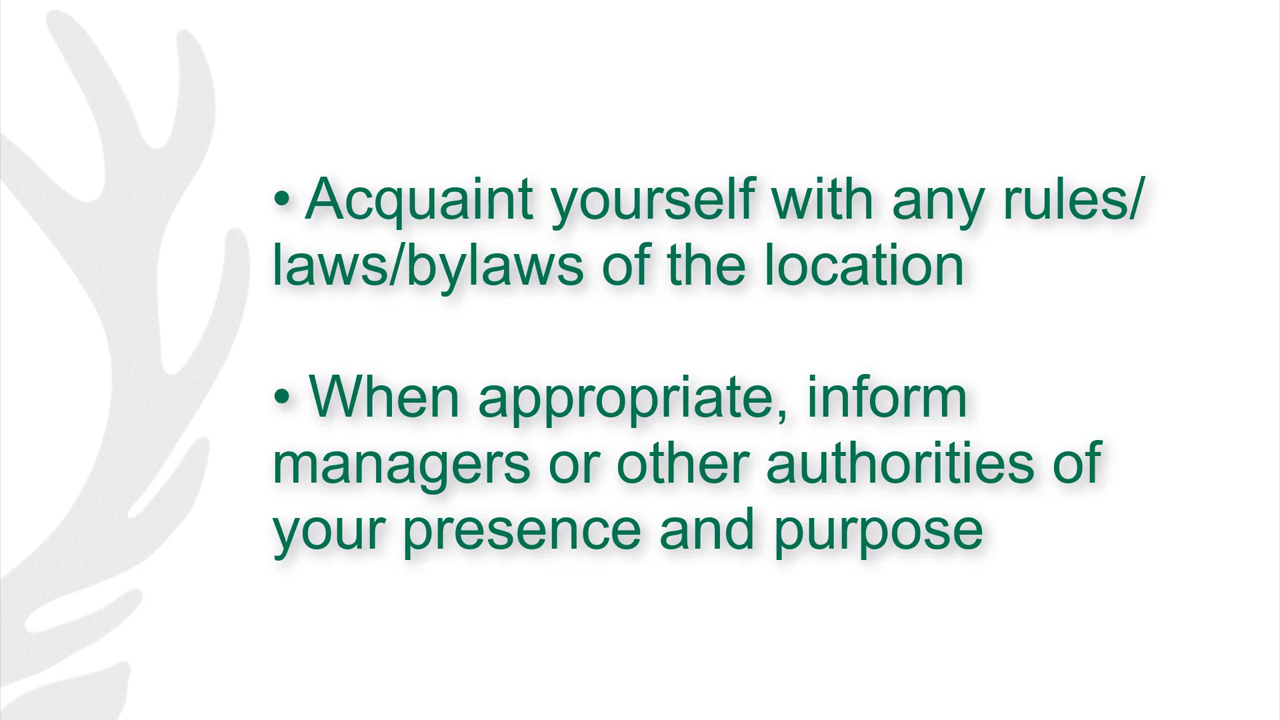 • Acquaint yourself with any rules/
laws/bylaws of the location
• When appropriate, inform
managers or other authorities of
your presence and purpose